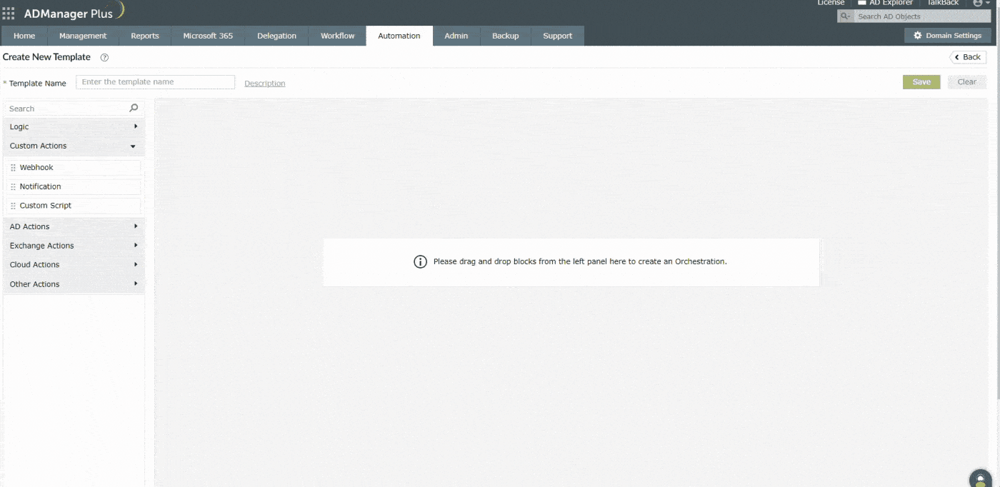 License AD Explorer TalkBack
ADManager Plus
Search AD Objects
Home Management Reports Microsoft 365 Delegation Workflow Automation Admin Backup Support Domain Settings
Create New Template ? Back
* Template Name Enter the template name Description Save Clear
Search
Logic
Custom Actions
Webhook
Notification
Custom Script
AD Actions
Exchange Actions
Cloud Actions
Other Actions
Please drag and drop blocks from the left panel here to create an Orchestration.